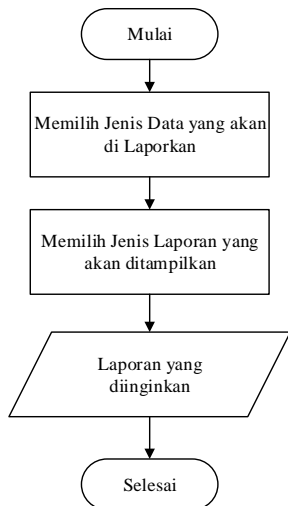 Mulai
Memilih Jenis Data yang akan
di Laporkan
Memilih Jenis Laporan yang
akan ditampilkan
Laporan yang
diinginkan
Selesai